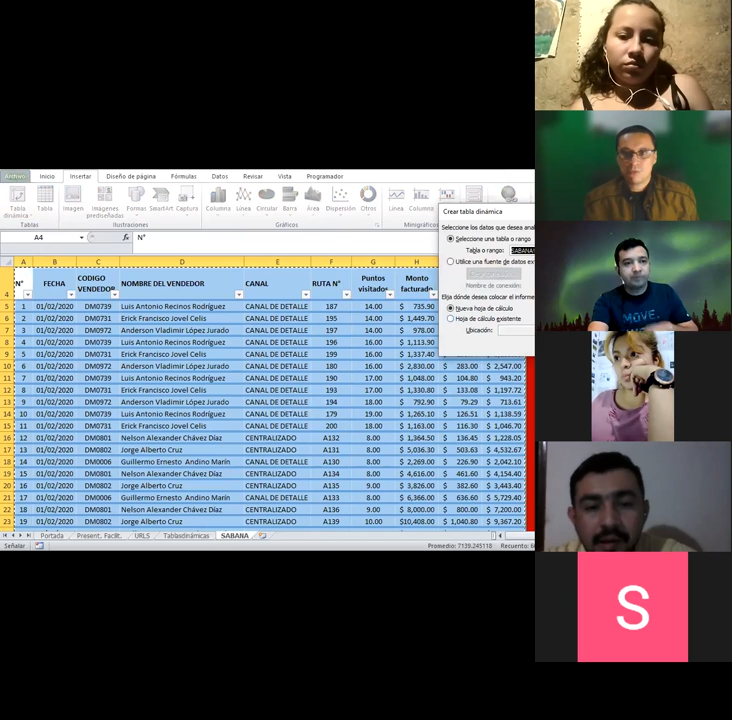 Archivo Inicio Insertar Diseño de página Fórmulas Datos Revisar Vista Programador
Tabla dinámica Tabla Imagen Imágenes prediseñadas Formas SmartArt Captura Columna Línea Circular Barra Área Dispersión Otros Línea Columna
Tablas Ilustraciones Gráficos Minigráficos
A4 fx N°
Crear tabla dinámica
Seleccione los datos que desea anal
Seleccione una tabla o rango
Tabla o rango: SABANA!
Utilice una fuente de datos ex
Nombre de conexión:
Elija dónde desea colocar el informe
Nueva hoja de cálculo
Hoja de cálculo existente
Ubicación:
A B C D E F G H
4 N° FECHA CODIGO VENDEDOR NOMBRE DEL VENDEDOR CANAL RUTA N° Puntos visitados Monto facturado
5 1 01/02/2020 DM0739 Luis Antonio Recinos Rodríguez CANAL DE DETALLE 187 14.00 $ 735.90
6 2 01/02/2020 DM0731 Erick Francisco Jovel Celis CANAL DE DETALLE 195 14.00 $ 1,449.70
7 3 01/02/2020 DM0972 Anderson Vladimir López Jurado CANAL DE DETALLE 197 14.00 $ 978.00
8 4 01/02/2020 DM0739 Luis Antonio Recinos Rodríguez CANAL DE DETALLE 196 16.00 $ 1,113.90
9 5 01/02/2020 DM0731 Erick Francisco Jovel Celis CANAL DE DETALLE 199 16.00 $ 1,337.40
10 6 01/02/2020 DM0972 Anderson Vladimir López Jurado CANAL DE DETALLE 180 16.00 $ 2,830.00 $ 283.00 $ 2,547.00
11 7 01/02/2020 DM0739 Luis Antonio Recinos Rodríguez CANAL DE DETALLE 190 17.00 $ 1,048.00 $ 104.80 $ 943.20
12 8 01/02/2020 DM0731 Erick Francisco Jovel Celis CANAL DE DETALLE 193 17.00 $ 1,330.80 $ 133.08 $ 1,197.72
13 9 01/02/2020 DM0972 Anderson Vladimir López Jurado CANAL DE DETALLE 194 18.00 $ 792.90 $ 79.29 $ 713.61
14 10 01/02/2020 DM0739 Luis Antonio Recinos Rodríguez CANAL DE DETALLE 179 19.00 $ 1,265.10 $ 126.51 $ 1,138.59
15 11 01/02/2020 DM0731 Erick Francisco Jovel Celis CANAL DE DETALLE 200 18.00 $ 1,163.00 $ 116.30 $ 1,046.70
16 12 01/02/2020 DM0801 Nelson Alexander Chávez Díaz CENTRALIZADO A132 8.00 $ 1,364.50 $ 136.45 $ 1,228.05
17 13 01/02/2020 DM0802 Jorge Alberto Cruz CENTRALIZADO A131 8.00 $ 5,036.30 $ 503.63 $ 4,532.67
18 14 01/02/2020 DM0006 Guillermo Ernesto Andino Marín CANAL DE DETALLE A130 8.00 $ 2,269.00 $ 226.90 $ 2,042.10
19 15 01/02/2020 DM0801 Nelson Alexander Chávez Díaz CENTRALIZADO A134 8.00 $ 4,616.00 $ 461.60 $ 4,154.40
20 16 01/02/2020 DM0802 Jorge Alberto Cruz CENTRALIZADO A135 9.00 $ 3,826.00 $ 382.60 $ 3,443.40
21 17 01/02/2020 DM0006 Guillermo Ernesto Andino Marín CANAL DE DETALLE A133 8.00 $ 6,366.00 $ 636.60 $ 5,729.40
22 18 01/02/2020 DM0801 Nelson Alexander Chávez Díaz CENTRALIZADO A136 9.00 $ 8,000.00 $ 800.00 $ 7,200.00
23 19 01/02/2020 DM0802 Jorge Alberto Cruz CENTRALIZADO A139 10.00 $10,408.00 $ 1,040.80 $ 9,367.20
Portada Present. Facilit. URLS Tablasdinámicas SABANA
Señalar Promedio: 7139.245118 Recuento:
MOVE.
S